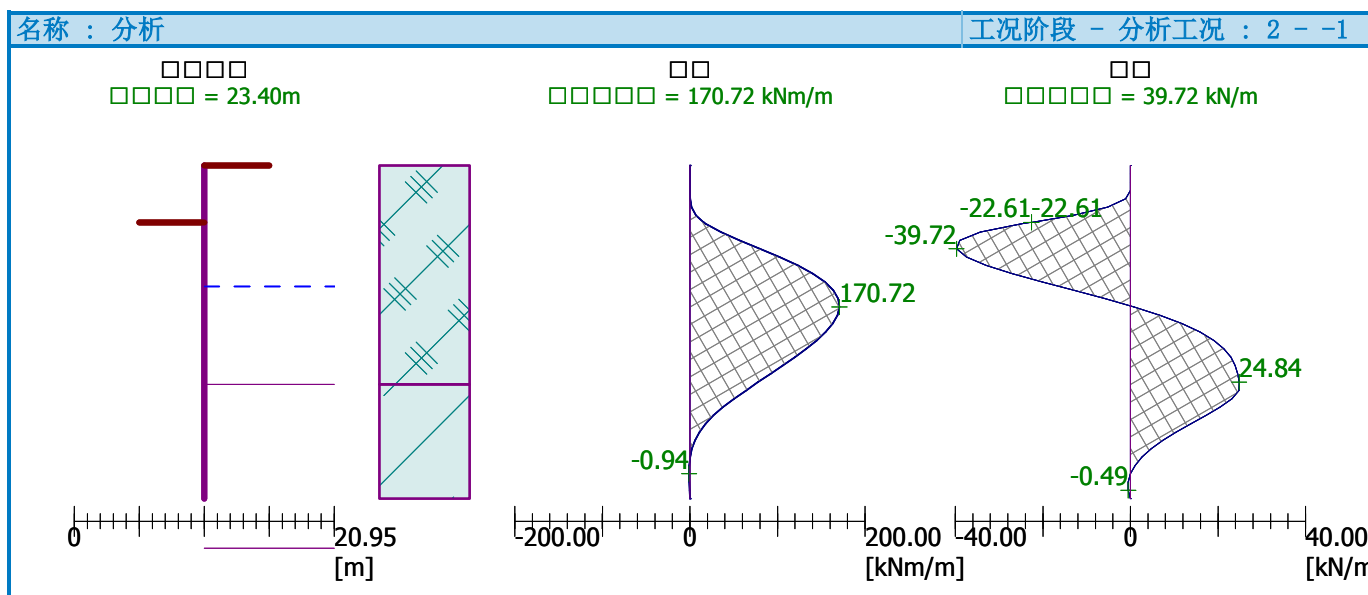 名称 : 分析
工况阶段 - 分析工况 : 2 - -1
□□□□
□□□□ = 23.40m
□□
□□□□□ = 170.72 kNm/m
□□
□□□□□ = 39.72 kN/m
-22.61
-22.61
-39.72
170.72
24.84
-0.94
-0.49
0
20.95
[m]
-200.00
0
200.00
[kNm/m]
-40.00
0
40.00
[kN/m